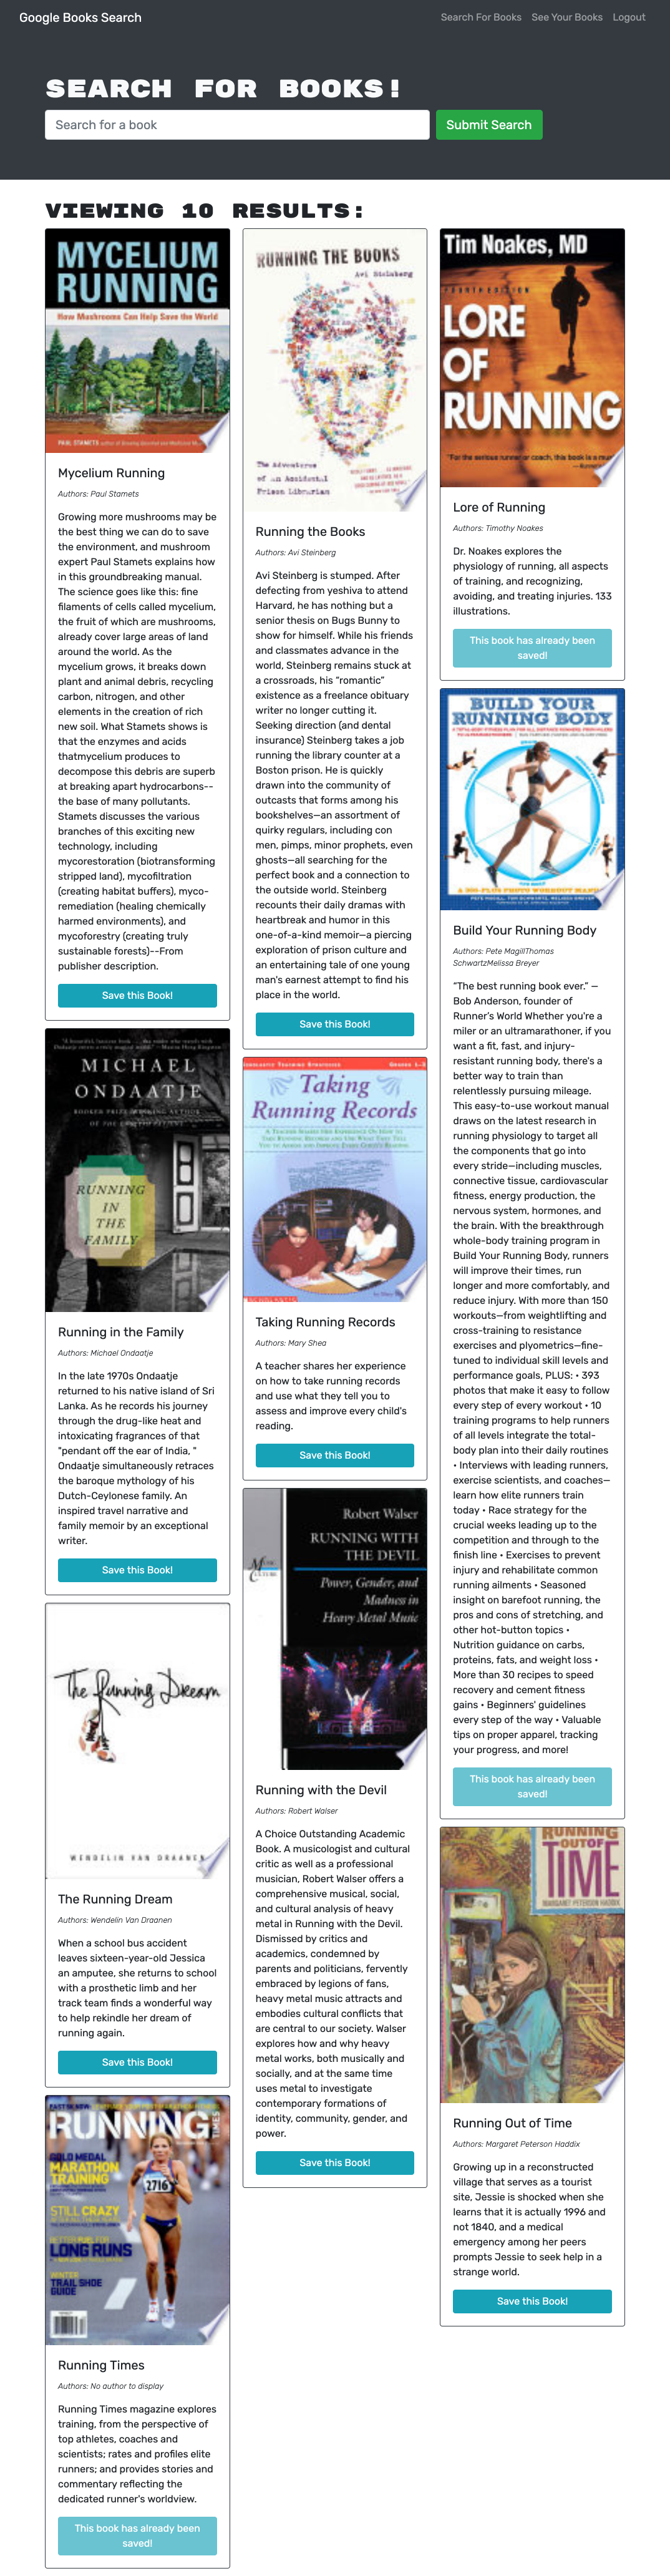 Google Books Search
Search For Books
See Your Books
Logout
SEARCH FOR BOOKS!
Search for a book
Submit Search
VIEWING 10 RESULTS:
MYCELIUM
RUNNING
How Mushrooms Can Help Save the World
PAUL STAMETS
Mycelium Running
Authors: Paul Stamets
Growing more mushrooms may be
the best thing we can do to save
the environment, and mushroom
expert Paul Stamets explains how
in this groundbreaking manual.
The science goes like this: fine
filaments of cells called mycelium,
the fruit of which are mushrooms,
already cover large areas of land
around the world. As the
mycelium grows, it breaks down
plant and animal debris, recycling
carbon, nitrogen, and other
elements in the creation of rich
new soil. What Stamets shows is
that the enzymes and acids
thatmycelium produces to
decompose this debris are superb
at breaking apart hydrocarbons--
the base of many pollutants.
Stamets discusses the various
branches of this exciting new
technology, including
mycorestoration (biotransforming
stripped land), mycofiltration
(creating habitat buffers), myco-
remediation (healing chemically
harmed environments), and
mycoforestry (creating truly
sustainable forests)--From
publisher description.
Save this Book!
MICHAEL
ONDAATJE
RUNNING
IN
THE
FAMILY
Running in the Family
Authors: Michael Ondaatje
In the late 1970s Ondaatje
returned to his native island of Sri
Lanka. As he records his journey
through the drug-like heat and
intoxicating fragrances of that
"pendant off the ear of India, "
Ondaatje simultaneously retraces
the baroque mythology of his
Dutch-Ceylonese family. An
inspired travel narrative and
family memoir by an exceptional
writer.
Save this Book!
The Running Dream
WENDELIN VAN DRAANEN
The Running Dream
Authors: Wendelin Van Draanen
When a school bus accident
leaves sixteen-year-old Jessica
an amputee, she returns to school
with a prosthetic limb and her
track team finds a wonderful way
to help rekindle her dream of
running again.
Save this Book!
RUNNING
TIMES
GOLD MEDAL
MARATHON
TRAINING
2716
STILL CRAZY
BETTER FUEL FOR
LONG RUNS
WINTER
TRAIL SHOE
GUIDE
Running Times
Authors: No author to display
Running Times magazine explores
training, from the perspective of
top athletes, coaches and
scientists; rates and profiles elite
runners; and provides stories and
commentary reflecting the
dedicated runner's worldview.
This book has already been
saved!
RUNNING THE BOOKS
Avi Steinberg
The Adventures
of an Accidental
Prison Librarian
Running the Books
Authors: Avi Steinberg
Avi Steinberg is stumped. After
defecting from yeshiva to attend
Harvard, he has nothing but a
senior thesis on Bugs Bunny to
show for himself. While his friends
and classmates advance in the
world, Steinberg remains stuck at
a crossroads, his “romantic”
existence as a freelance obituary
writer no longer cutting it.
Seeking direction (and dental
insurance) Steinberg takes a job
running the library counter at a
Boston prison. He is quickly
drawn into the community of
outcasts that forms among his
bookshelves—an assortment of
quirky regulars, including con
men, pimps, minor prophets, even
ghosts—all searching for the
perfect book and a connection to
the outside world. Steinberg
recounts their daily dramas with
heartbreak and humor in this
one-of-a-kind memoir—a piercing
exploration of prison culture and
an entertaining tale of one young
man's earnest attempt to find his
place in the world.
Save this Book!
Taking
Running Records
Taking Running Records
Authors: Mary Shea
A teacher shares her experience
on how to take running records
and use what they tell you to
assess and improve every child's
reading.
Save this Book!
Robert Walser
RUNNING WITH
THE DEVIL
Power, Gender, and
Madness in
Heavy Metal Music
Running with the Devil
Authors: Robert Walser
A Choice Outstanding Academic
Book. A musicologist and cultural
critic as well as a professional
musician, Robert Walser offers a
comprehensive musical, social,
and cultural analysis of heavy
metal in Running with the Devil.
Dismissed by critics and
academics, condemned by
parents and politicians, fervently
embraced by legions of fans,
heavy metal music attracts and
embodies cultural conflicts that
are central to our society. Walser
explores how and why heavy
metal works, both musically and
socially, and at the same time
uses metal to investigate
contemporary formations of
identity, community, gender, and
power.
Save this Book!
Tim Noakes, MD
FOURTH EDITION
LORE
OF
RUNNING
Lore of Running
Authors: Timothy Noakes
Dr. Noakes explores the
physiology of running, all aspects
of training, and recognizing,
avoiding, and treating injuries. 133
illustrations.
This book has already been
saved!
BUILD YOUR
RUNNING BODY
Build Your Running Body
Authors: Pete MagillThomas
SchwartzMelissa Breyer
“The best running book ever.” —
Bob Anderson, founder of
Runner’s World Whether you're a
miler or an ultramarathoner, if you
want a fit, fast, and injury-
resistant running body, there's a
better way to train than
relentlessly pursuing mileage.
This easy-to-use workout manual
draws on the latest research in
running physiology to target all
the components that go into
every stride—including muscles,
connective tissue, cardiovascular
fitness, energy production, the
nervous system, hormones, and
the brain. With the breakthrough
whole-body training program in
Build Your Running Body, runners
will improve their times, run
longer and more comfortably, and
reduce injury. With more than 150
workouts—from weightlifting and
cross-training to resistance
exercises and plyometrics—fine-
tuned to individual skill levels and
performance goals, PLUS: • 393
photos that make it easy to follow
every step of every workout • 10
training programs to help runners
of all levels integrate the total-
body plan into their daily routines
• Interviews with leading runners,
exercise scientists, and coaches—
learn how elite runners train
today • Race strategy for the
crucial weeks leading up to the
competition and through to the
finish line • Exercises to prevent
injury and rehabilitate common
running ailments • Seasoned
insight on barefoot running, the
pros and cons of stretching, and
other hot-button topics •
Nutrition guidance on carbs,
proteins, fats, and weight loss •
More than 30 recipes to speed
recovery and cement fitness
gains • Beginners' guidelines
every step of the way • Valuable
tips on proper apparel, tracking
your progress, and more!
This book has already been
saved!
RUNNING
OUT OF
TIME
MARGARET PETERSON HADDIX
Running Out of Time
Authors: Margaret Peterson Haddix
Growing up in a reconstructed
village that serves as a tourist
site, Jessie is shocked when she
learns that it is actually 1996 and
not 1840, and a medical
emergency among her peers
prompts Jessie to seek help in a
strange world.
Save this Book!